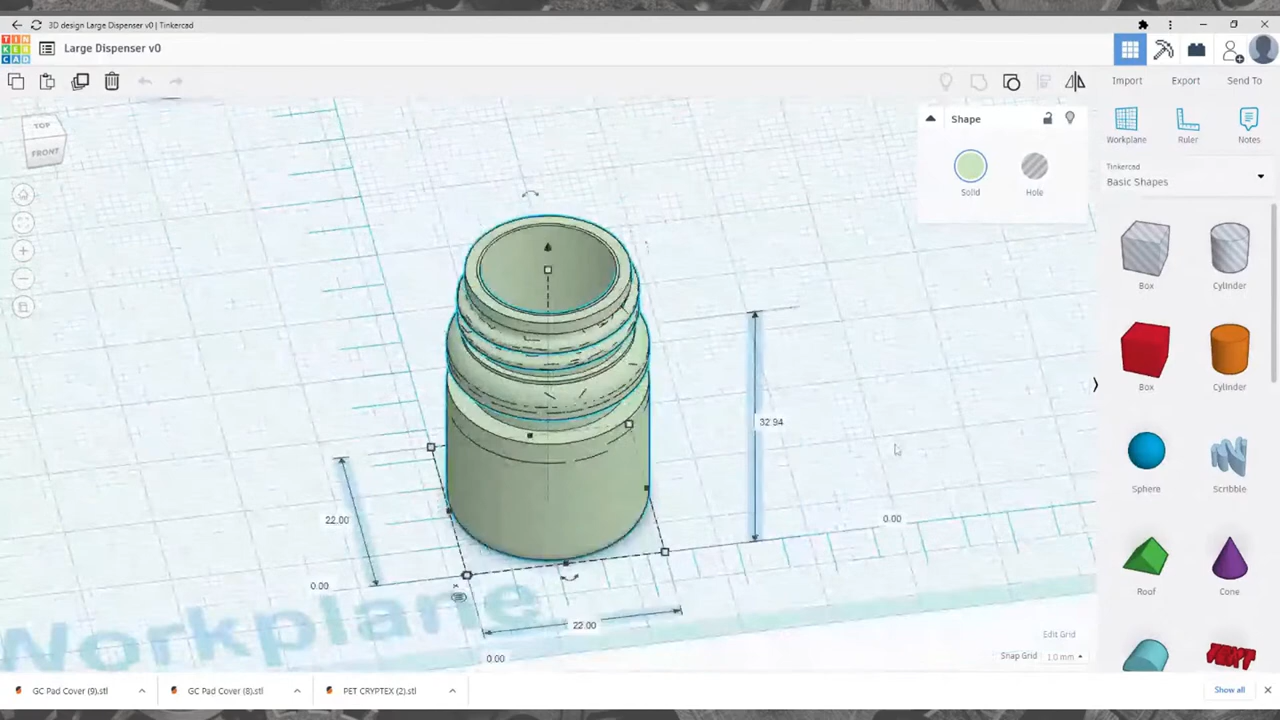 3D design Large Dispenser v0 | Tinkercad
TIN
KER
CAD
Large Dispenser v0
Import
Export
Send To
TOP
FRONT
Shape
Solid
Hole
Workplane
Ruler
Notes
Tinkercad
Basic Shapes
Box
Cylinder
Box
Cylinder
Sphere
Scribble
Roof
Cone
TEXT
32.94
22.00
0.00
0.00
22.00
0.00
Workplane
Edit Grid
Snap Grid 1.0 mm
GC Pad Cover (9).stl
GC Pad Cover (8).stl
PET CRYPTEX (2).stl
Show all